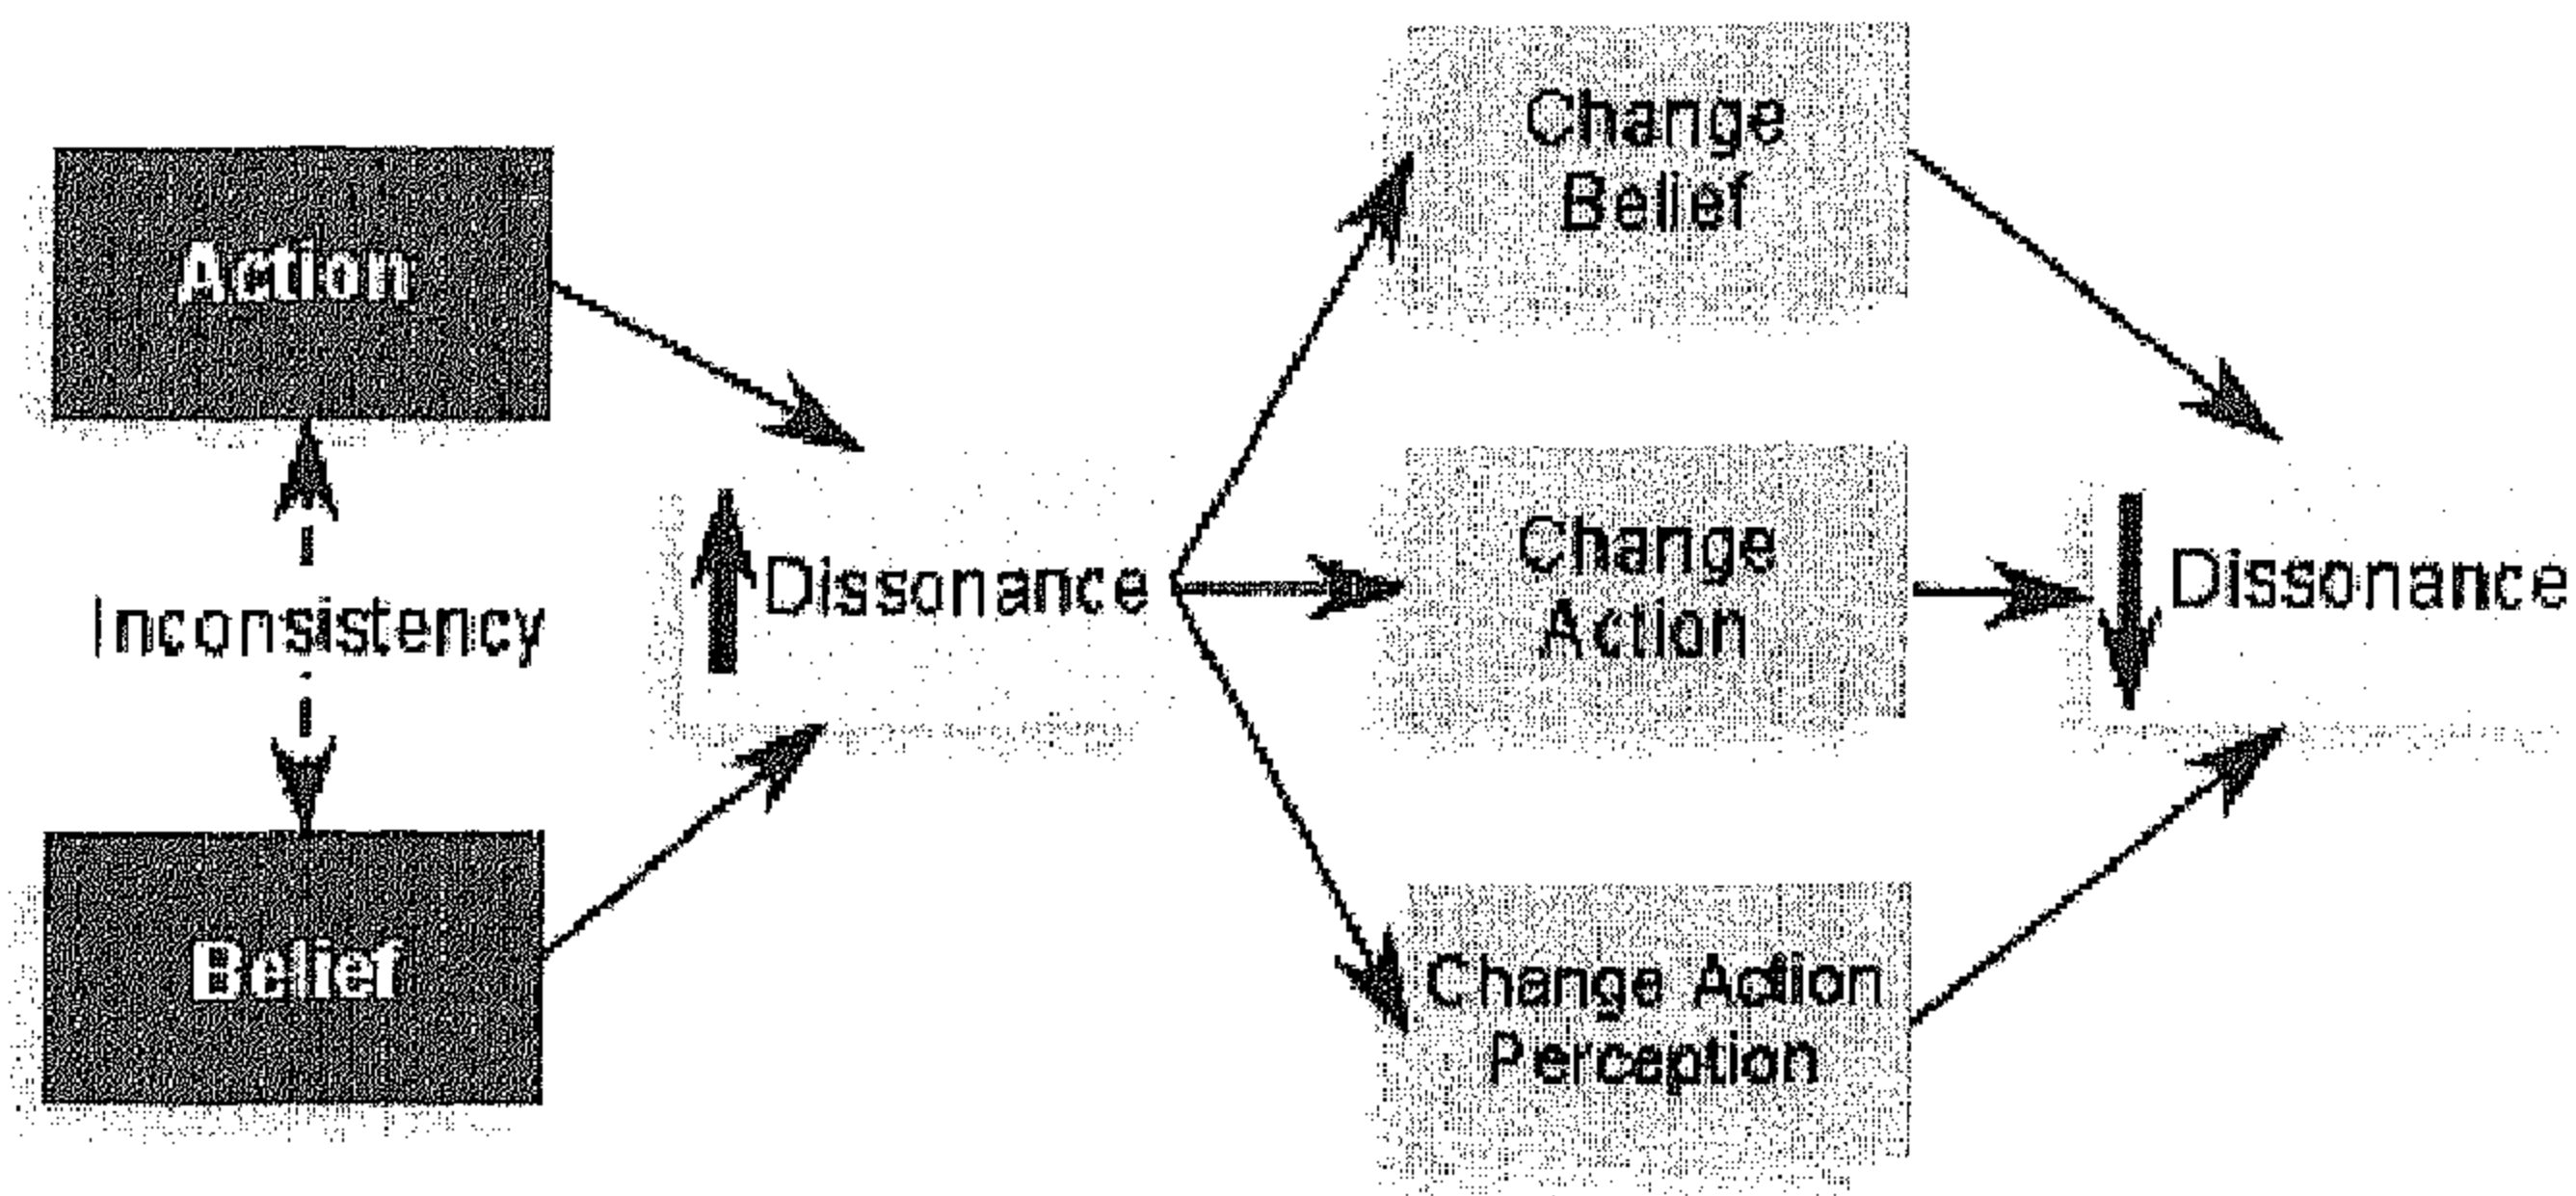 Action
Inconsistency
Belief
Dissonance
Change
Belief
Change
Action
Change Action
Perception
Dissonance